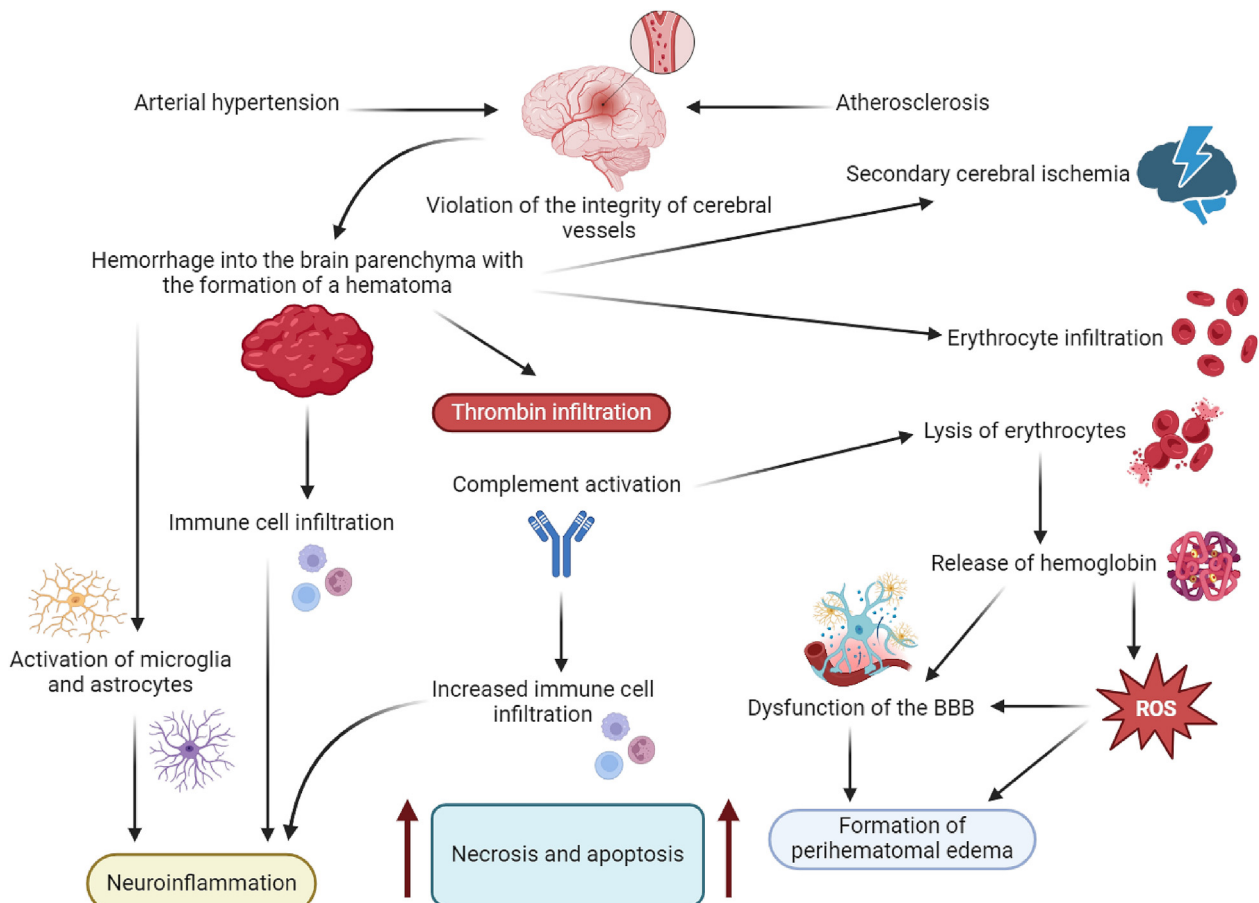 Arterial hypertension
Atherosclerosis
Secondary cerebral ischemia
Violation of the integrity of cerebral
vessels
Hemorrhage into the brain parenchyma with
the formation of a hematoma
Erythrocyte infiltration
Thrombin infiltration
Lysis of erythrocytes
Complement activation
Immune cell infiltration
Release of hemoglobin
Activation of microglia
and astrocytes
Increased immune cell
infiltration
Dysfunction of the BBB
ROS
Formation of
perihematomal edema
Necrosis and apoptosis
Neuroinflammation